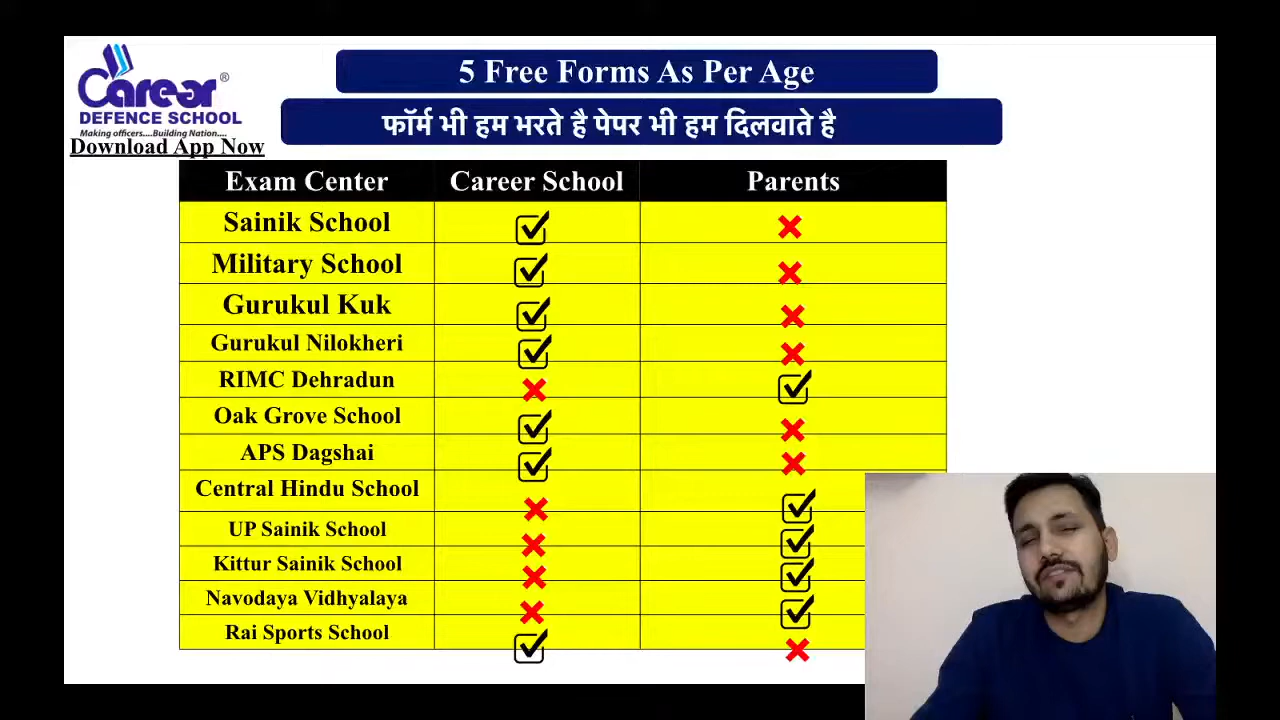 Carear®
DEFENCE SCHOOL
Making officers....Building Nation....
Download App Now
5 Free Forms As Per Age
फॉर्म भी हम भरते है पेपर भी हम दिलवाते है
Exam Center Career School Parents
Sainik School
Military School
Gurukul Kuk
Gurukul Nilokheri
RIMC Dehradun
Oak Grove School
APS Dagshai
Central Hindu School
UP Sainik School
Kittur Sainik School
Navodaya Vidhyalaya
Rai Sports School